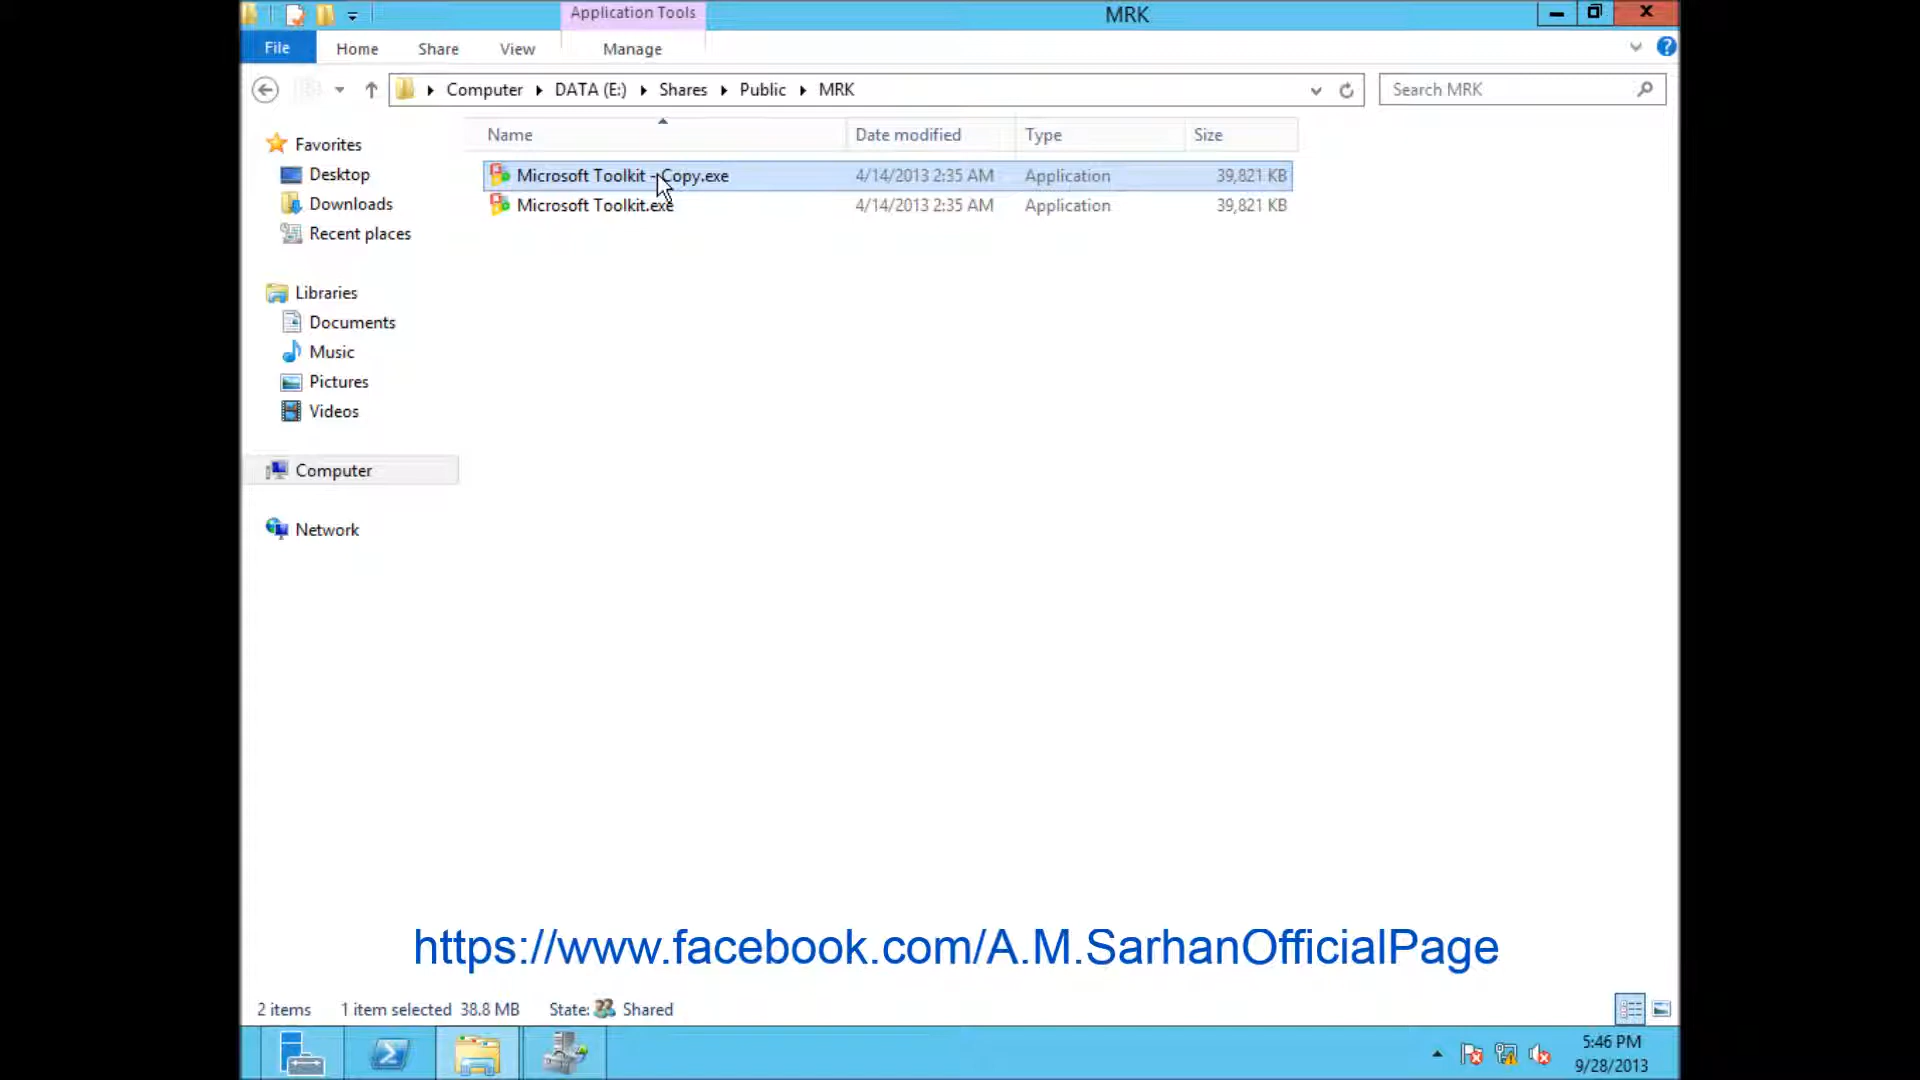 Application Tools
MRK
File
Home
Share
View
Manage
Computer
DATA (E:)
Shares
Public
MRK
Search MRK
Name
Date modified
Type
Size
Microsoft Toolkit - Copy.exe
4/14/2013 2:35 AM
Application
39,821 KB
Microsoft Toolkit.exe
4/14/2013 2:35 AM
Application
39,821 KB
Favorites
Desktop
Downloads
Recent places
Libraries
Documents
Music
Pictures
Videos
Computer
Network
https://www.facebook.com/A.M.SarhanOfficialPage
2 items
1 item selected 38.8 MB
State:
Shared
5:46 PM
9/28/2013